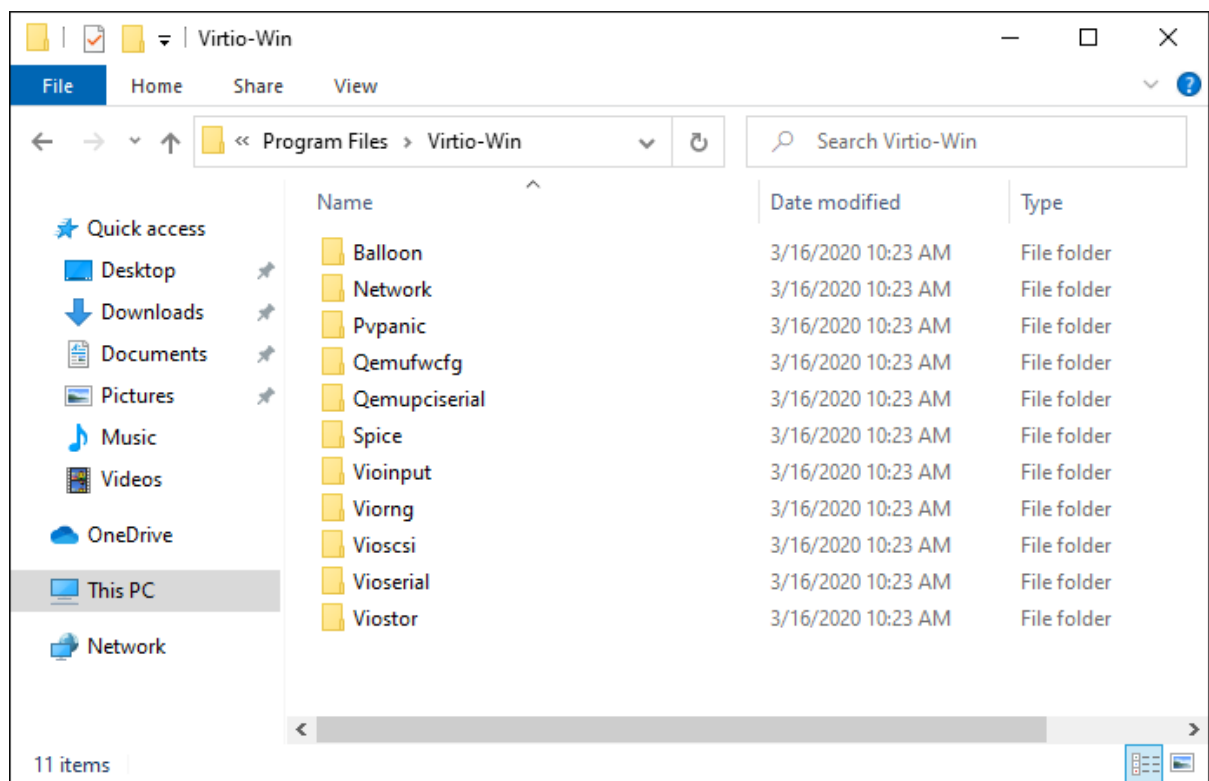 Virtio-Win
File Home Share View
« Program Files › Virtio-Win Search Virtio-Win
Quick access
Desktop
Downloads
Documents
Pictures
Music
Videos
OneDrive
This PC
Network
Name Date modified Type
Balloon 3/16/2020 10:23 AM File folder
Network 3/16/2020 10:23 AM File folder
Pvpanic 3/16/2020 10:23 AM File folder
Qemufwcfg 3/16/2020 10:23 AM File folder
Qemupciserial 3/16/2020 10:23 AM File folder
Spice 3/16/2020 10:23 AM File folder
Vioinput 3/16/2020 10:23 AM File folder
Viorng 3/16/2020 10:23 AM File folder
Vioscsi 3/16/2020 10:23 AM File folder
Vioserial 3/16/2020 10:23 AM File folder
Viostor 3/16/2020 10:23 AM File folder
11 items